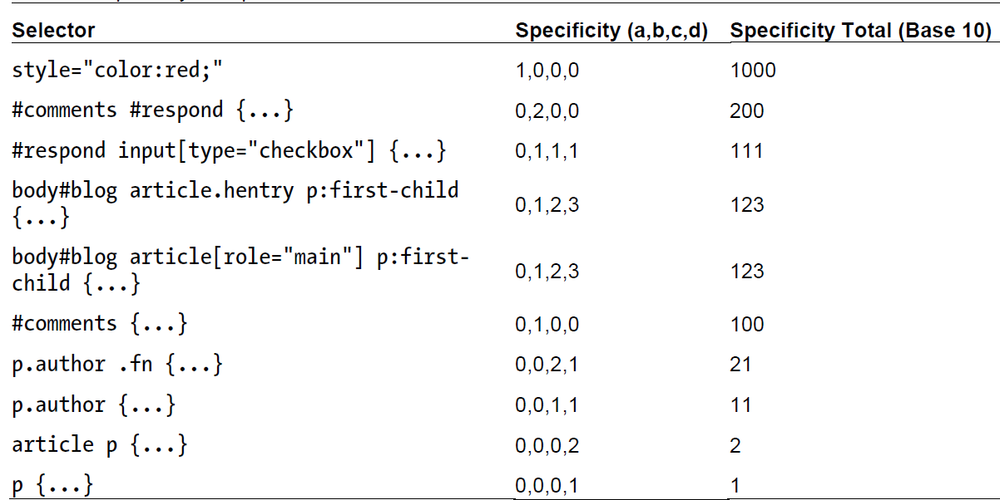 Selector Specificity (a,b,c,d) Specificity Total (Base 10)
style="color:red;" 1,0,0,0 1000
#comments #respond {...} 0,2,0,0 200
#respond input[type="checkbox"] {...} 0,1,1,1 111
body#blog article.hentry p:first-child
{...} 0,1,2,3 123
body#blog article[role="main"] p:first-
child {...} 0,1,2,3 123
#comments {...} 0,1,0,0 100
p.author .fn {...} 0,0,2,1 21
p.author {...} 0,0,1,1 11
article p {...} 0,0,0,2 2
p {...} 0,0,0,1 1